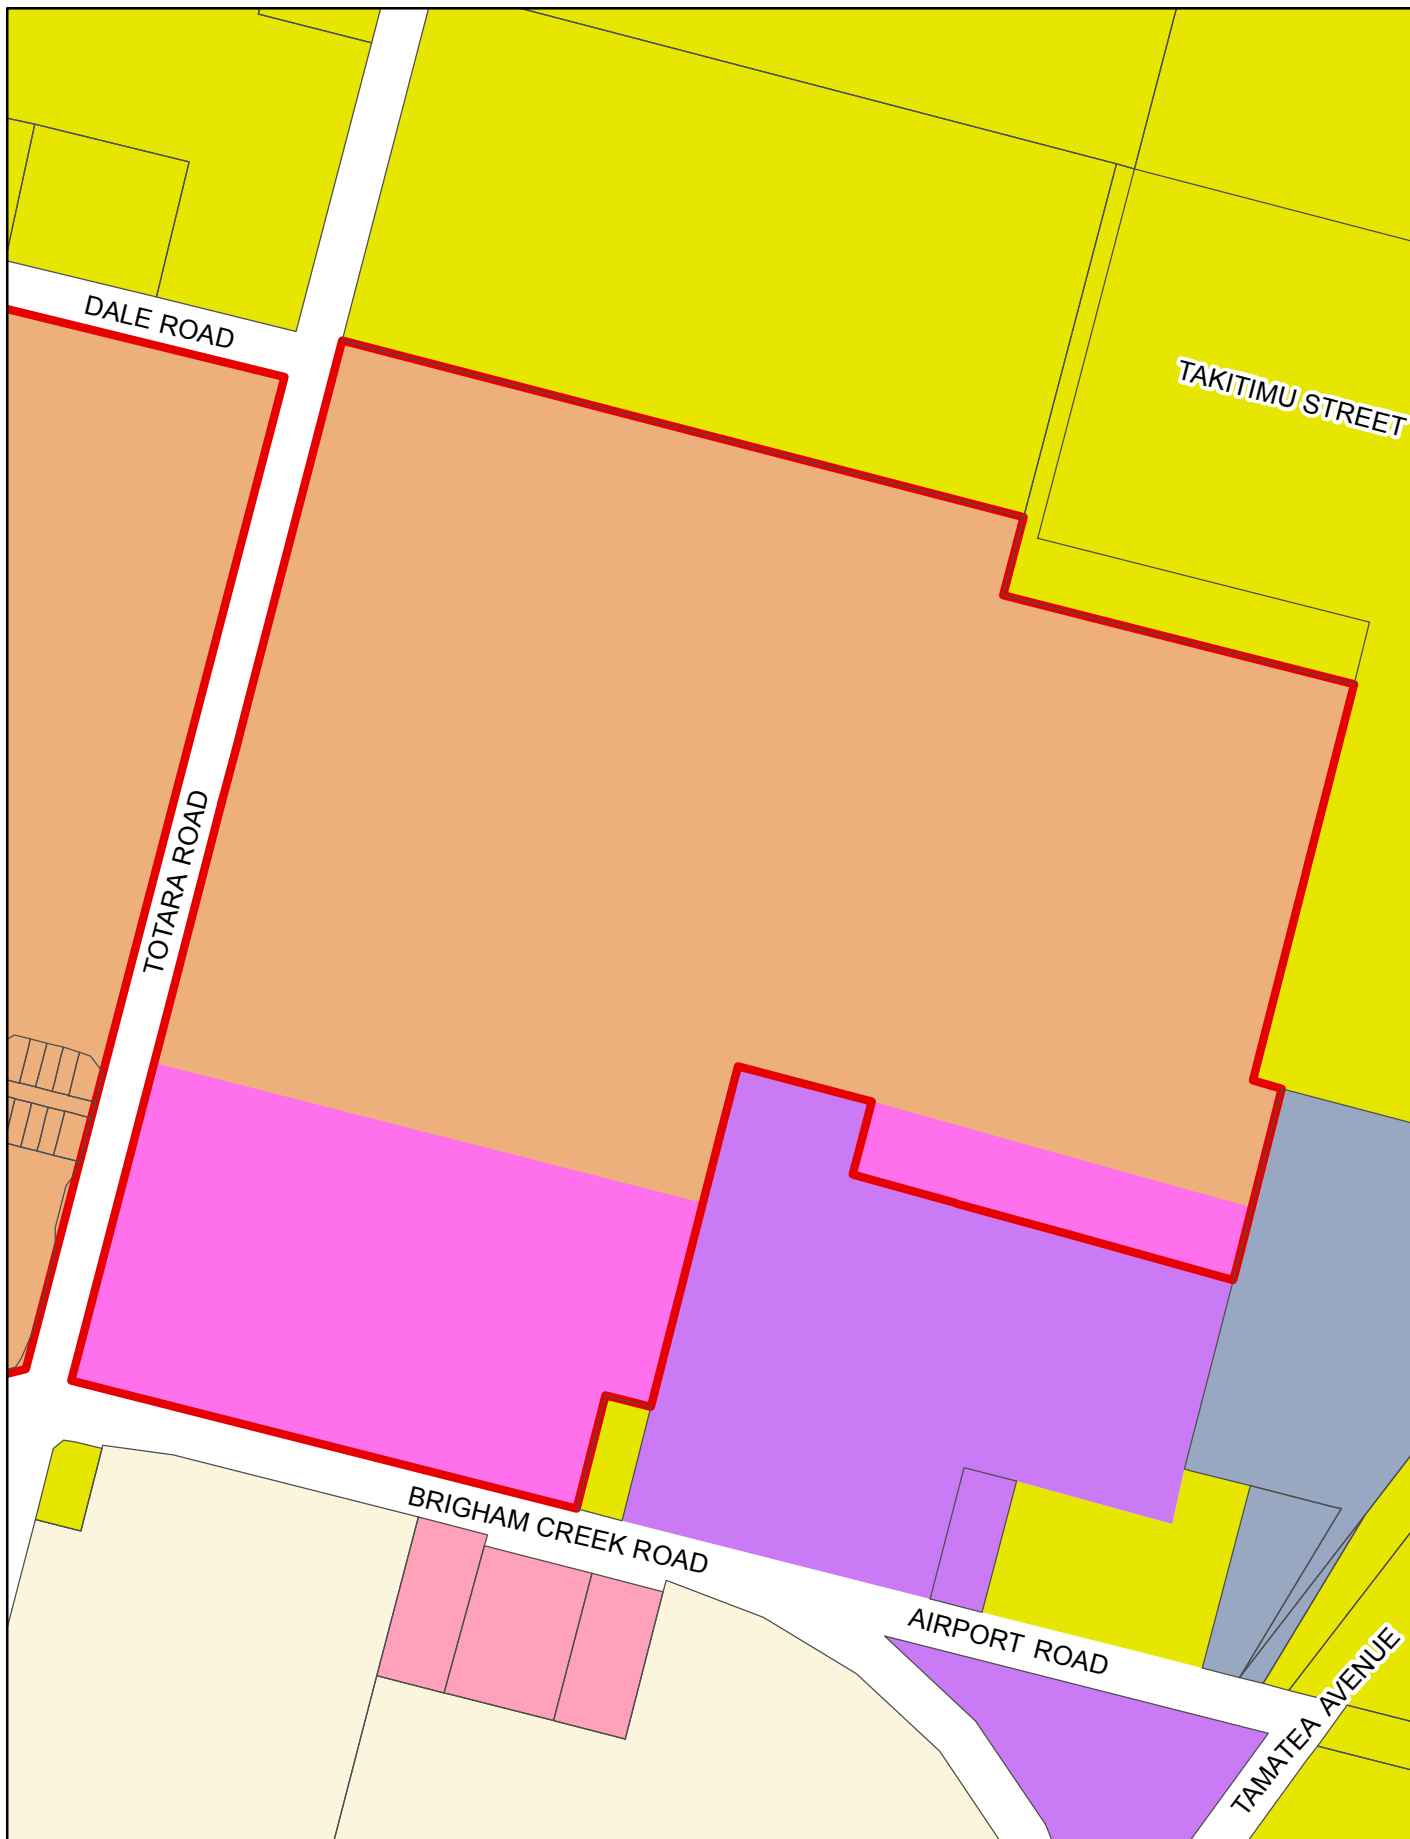 DALE ROAD
TAKITIMU STREET
TOTARA ROAD
BRIGHAM CREEK ROAD
AIRPORT ROAD
TAMATEA AVENUE